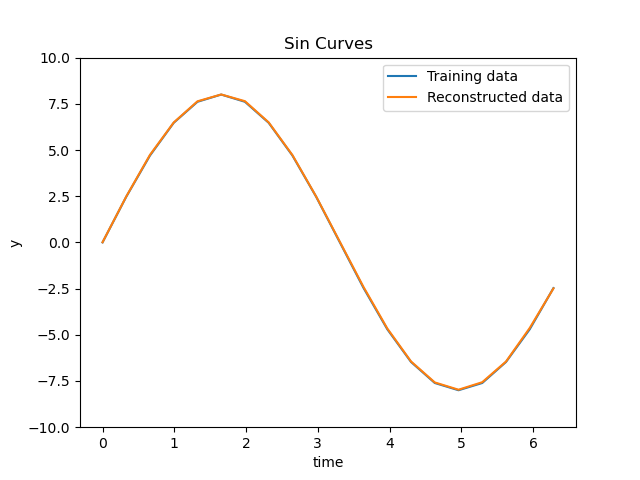 Sin Curves
Training data
Reconstructed data
10.0
7.5
5.0
2.5
0.0
−2.5
−5.0
−7.5
−10.0
y
0 1 2 3 4 5 6
time